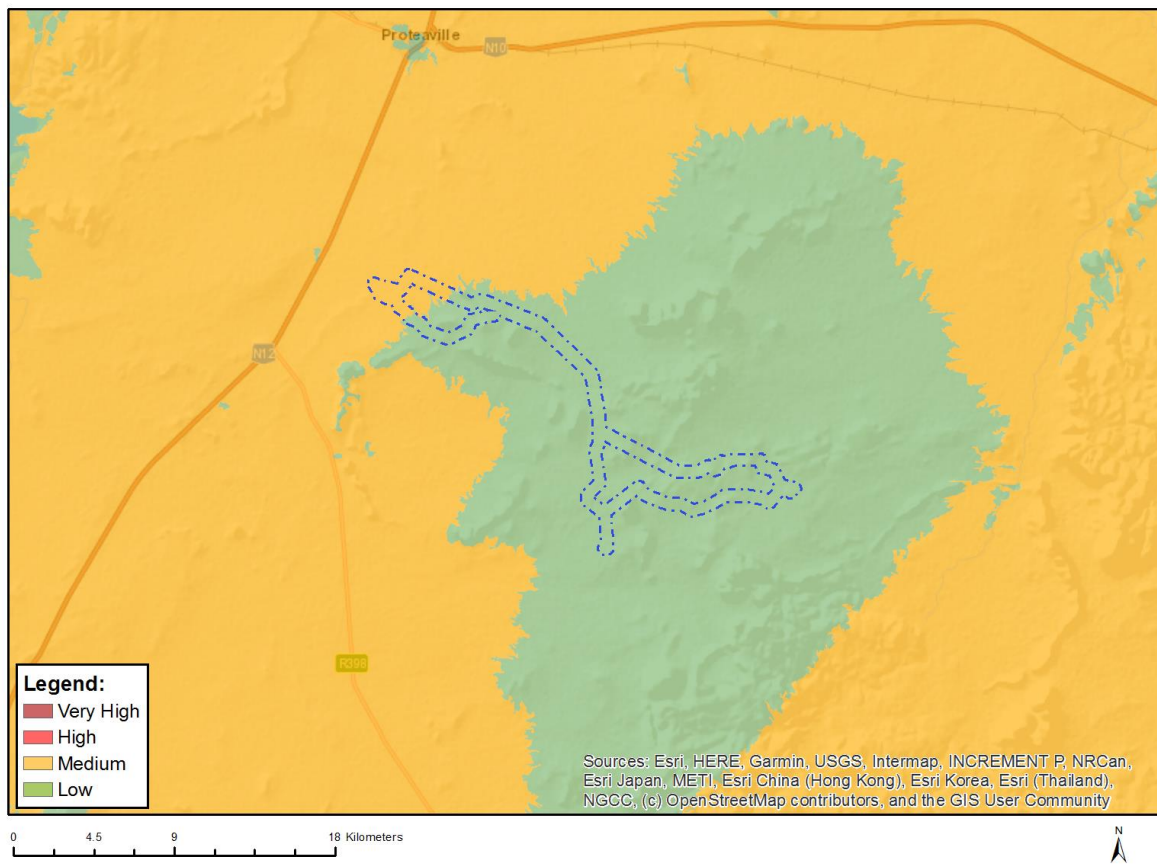 Proteaville
N10
N12
R398
Legend:
Very High
High
Medium
Low
Sources: Esri, HERE, Garmin, USGS, Intermap, INCREMENT P, NRCan,
Esri Japan, METI, Esri China (Hong Kong), Esri Korea, Esri (Thailand),
NGCC, (c) OpenStreetMap contributors, and the GIS User Community
0 4.5 9 18 Kilometers
N